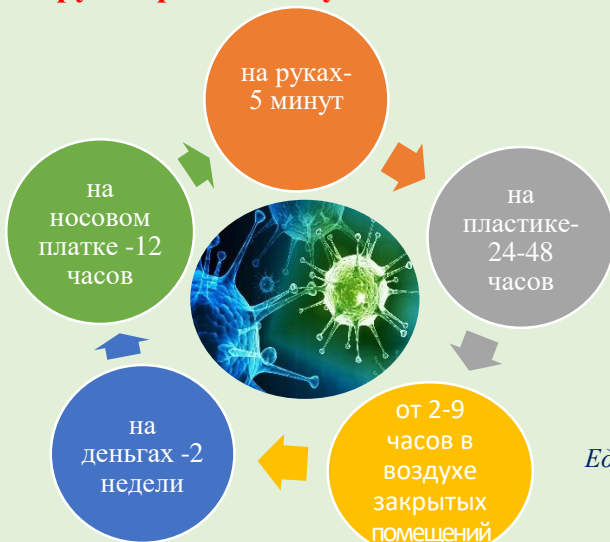 на руках-
5 минут
на
пластике-
24-48
часов
от 2-9
часов в
воздухе
закрытых
помещений
на
деньгах -2
недели
на
носовом
платке -12
часов